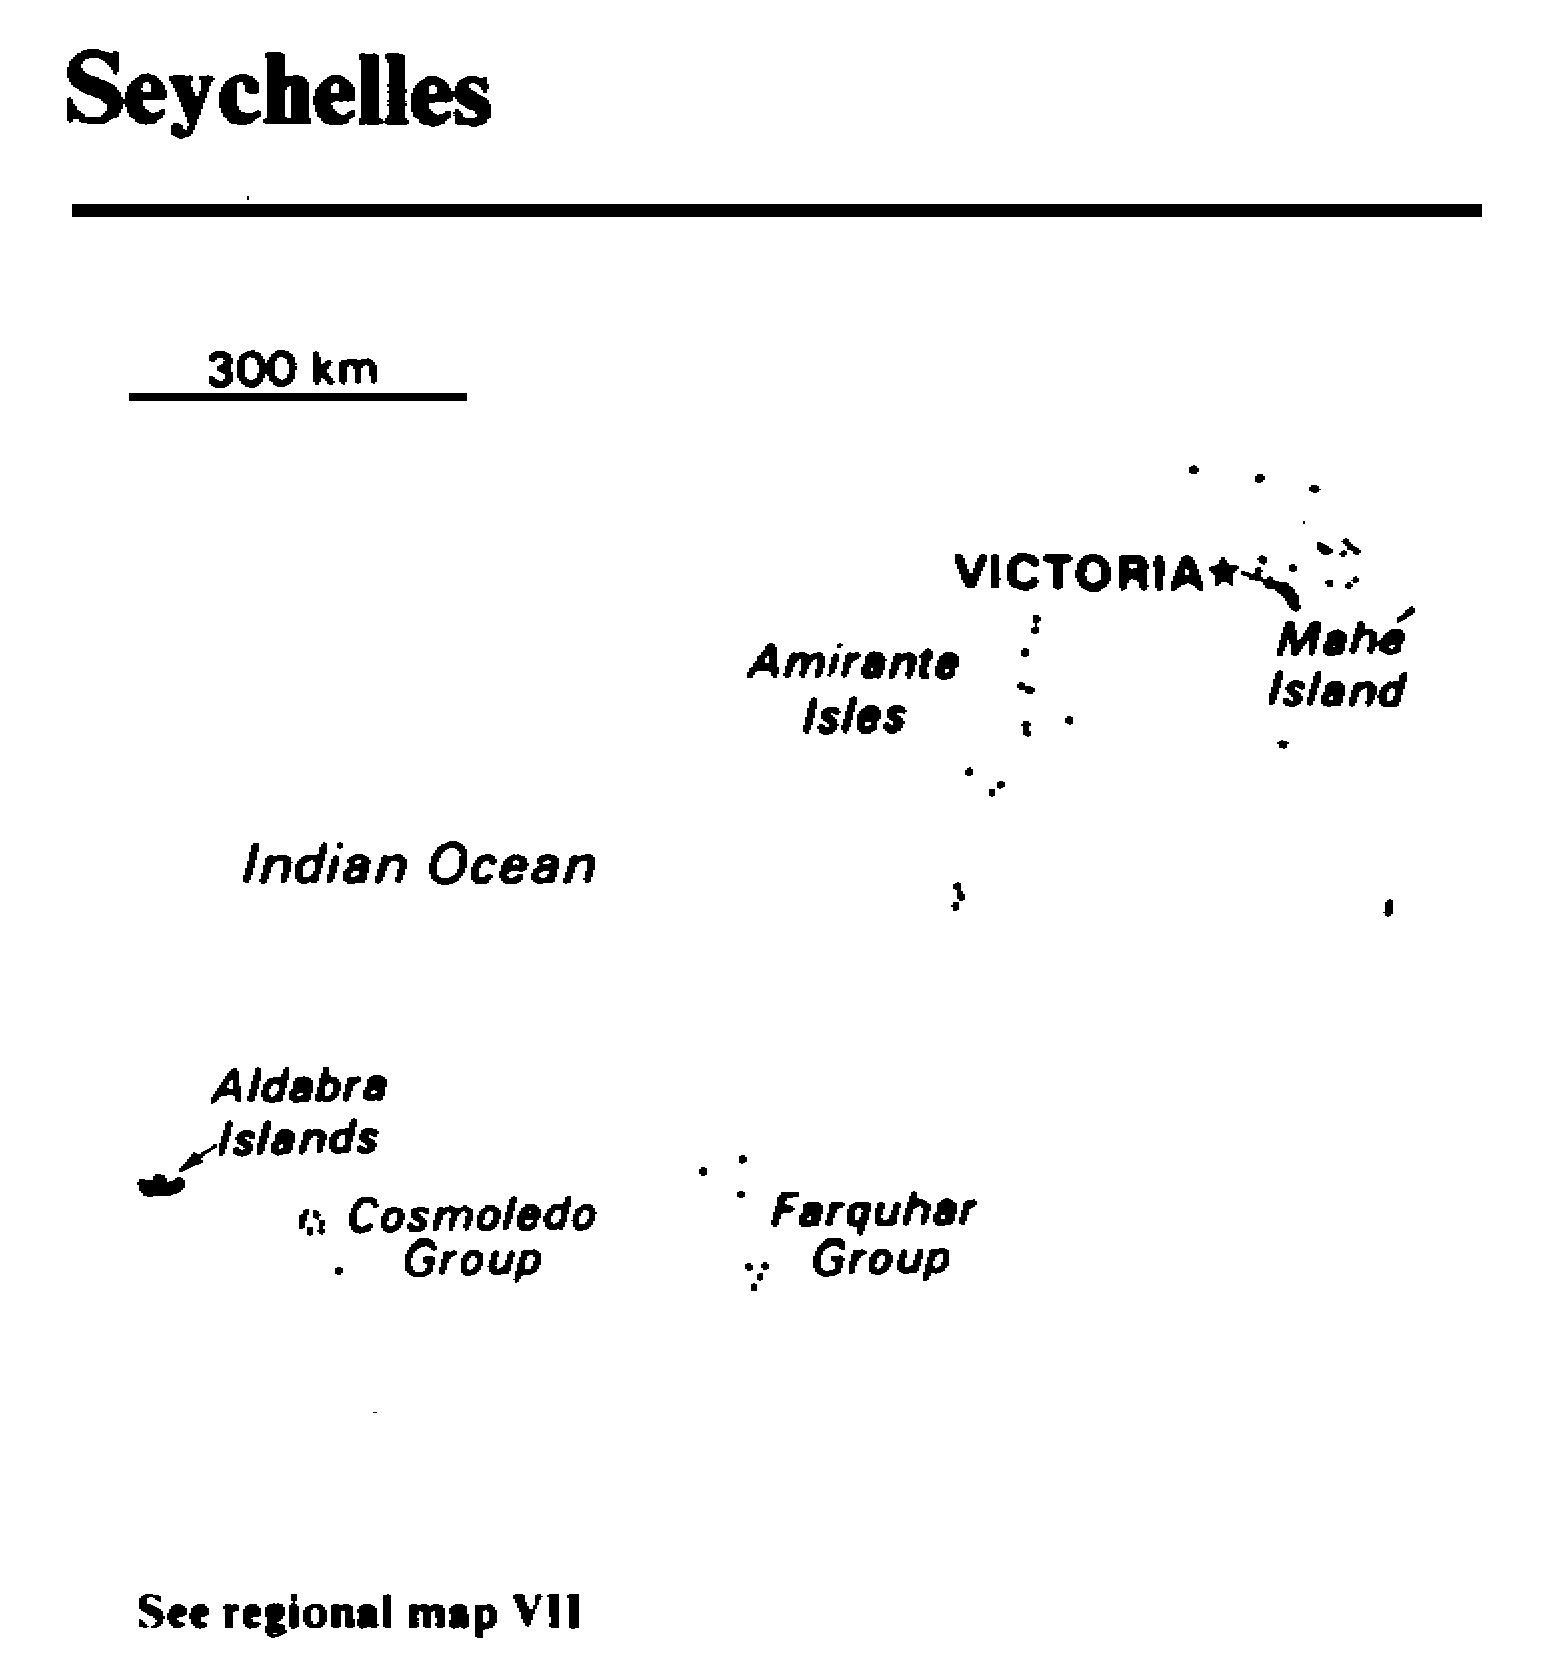 Seychelles
300 km
VICTORIA
Mahé
Island
Amirante
Isles
Indian Ocean
Aldabra
Islands
Cosmoledo
Group
Farquhar
Group
See regional map VII